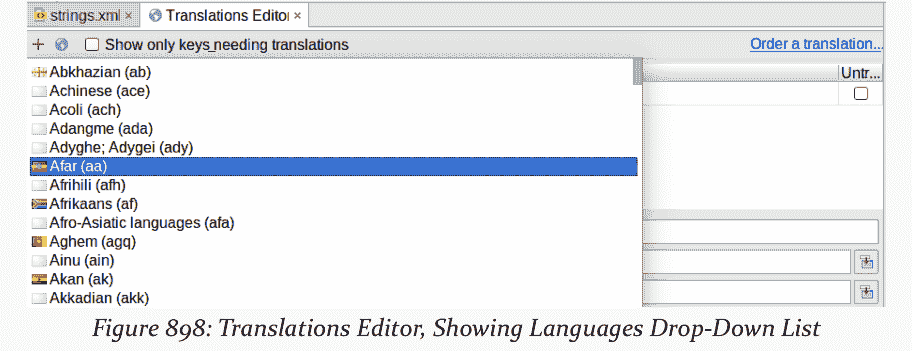 strings.xml × Translations Editor ×
Show only keys needing translations Order a translation...
Untr...
Abkhazian (ab)
Achinese (ace)
Acoli (ach)
Adangme (ada)
Adyghe; Adygei (ady)
Afar (aa)
Afrihili (afh)
Afrikaans (af)
Afro-Asiatic languages (afa)
Aghem (agq)
Ainu (ain)
Akan (ak)
Akkadian (akk)
Figure 898: Translations Editor, Showing Languages Drop-Down List